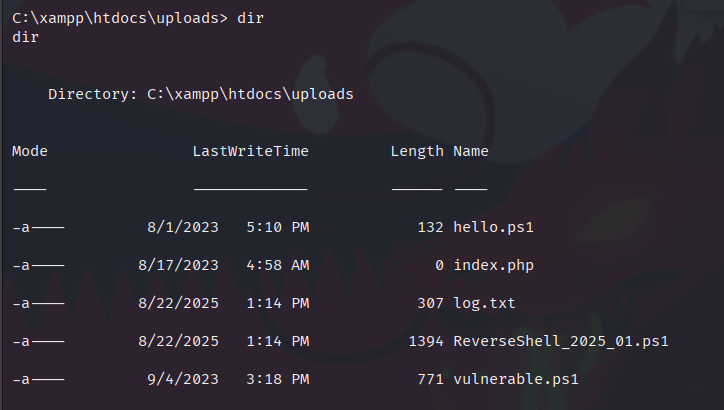 C:\xampp\htdocs\uploads> dir
dir
Directory: C:\xampp\htdocs\uploads
Mode LastWriteTime Length Name
---- ------------- ------ ----
-a---- 8/1/2023 5:10 PM 132 hello.ps1
-a---- 8/17/2023 4:58 AM 0 index.php
-a---- 8/22/2025 1:14 PM 307 log.txt
-a---- 8/22/2025 1:14 PM 1394 ReverseShell_2025_01.ps1
-a---- 9/4/2023 3:18 PM 771 vulnerable.ps1